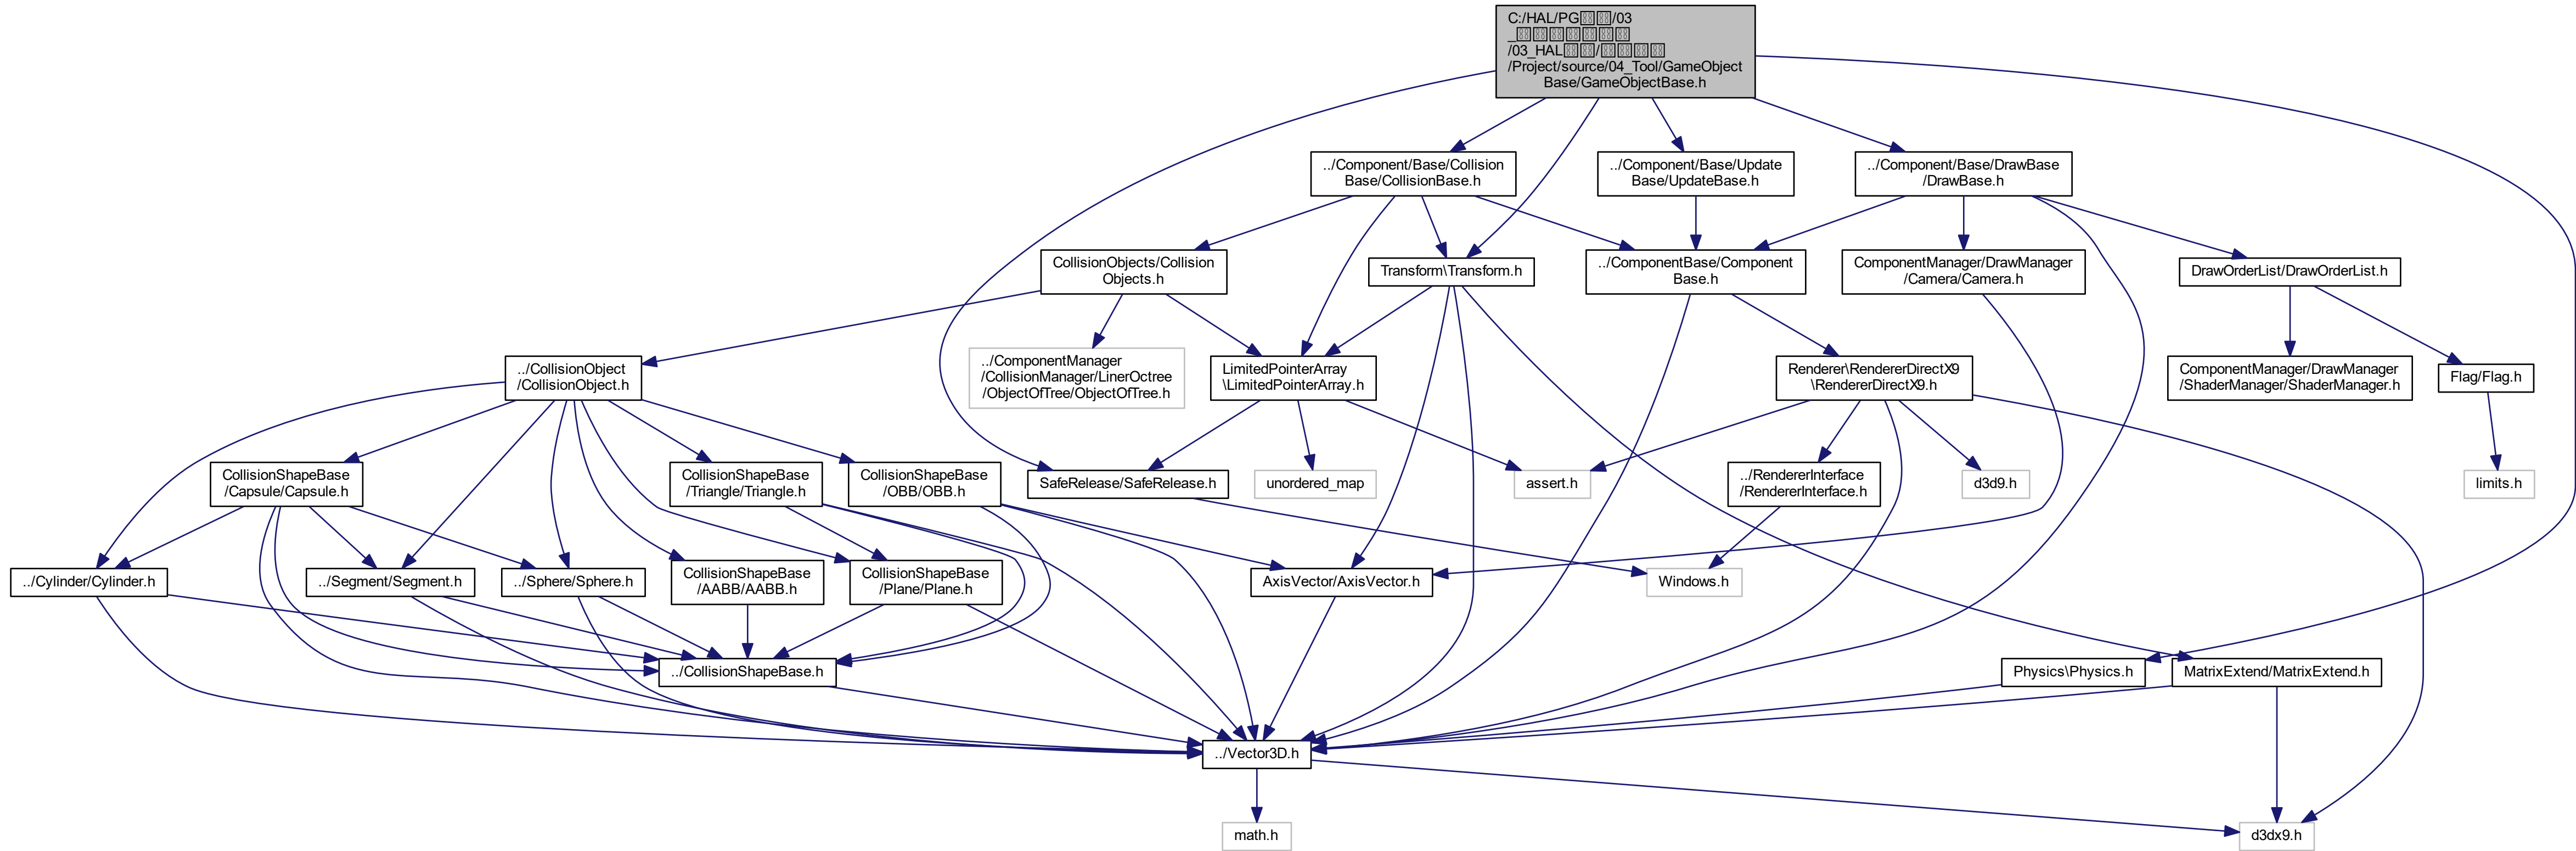 C:/HAL/PG/03
_
/03_HAL/
/Project/source/04_Tool/GameObject
Base/GameObjectBase.h
../Component/Base/Collision
Base/CollisionBase.h
../Component/Base/Update
Base/UpdateBase.h
../Component/Base/DrawBase
/DrawBase.h
CollisionObjects/Collision
Objects.h
Transform\Transform.h
../ComponentBase/Component
Base.h
ComponentManager/DrawManager
/Camera/Camera.h
DrawOrderList/DrawOrderList.h
../CollisionObject
/CollisionObject.h
../ComponentManager
/CollisionManager/LinerOctree
/ObjectOfTree/ObjectOfTree.h
LimitedPointerArray
\LimitedPointerArray.h
Renderer\RendererDirectX9
\RendererDirectX9.h
ComponentManager/DrawManager
/ShaderManager/ShaderManager.h
Flag/Flag.h
CollisionShapeBase
/Capsule/Capsule.h
CollisionShapeBase
/Triangle/Triangle.h
CollisionShapeBase
/OBB/OBB.h
SafeRelease/SafeRelease.h
unordered_map
assert.h
../RendererInterface
/RendererInterface.h
d3d9.h
limits.h
../Cylinder/Cylinder.h
../Segment/Segment.h
../Sphere/Sphere.h
CollisionShapeBase
/AABB/AABB.h
CollisionShapeBase
/Plane/Plane.h
AxisVector/AxisVector.h
Windows.h
../CollisionShapeBase.h
Physics\Physics.h
MatrixExtend/MatrixExtend.h
../Vector3D.h
math.h
d3dx9.h